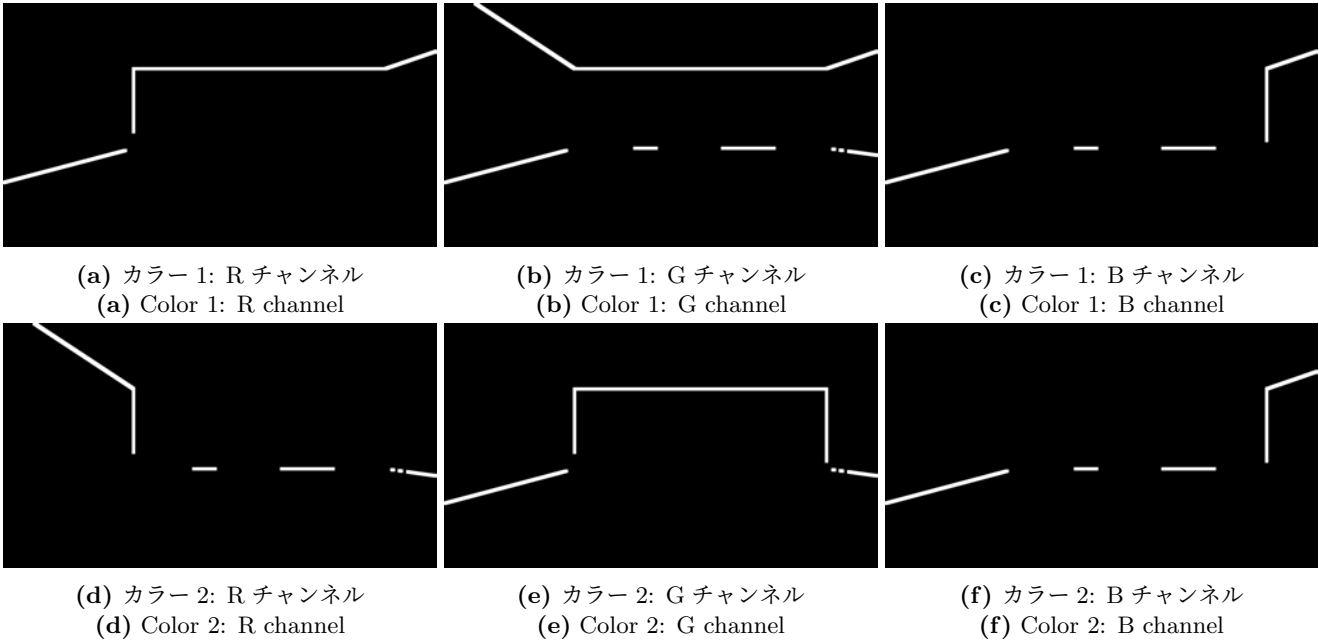 (a) カラー 1: R チャンネル
(a) Color 1: R channel
(b) カラー 1: G チャンネル
(b) Color 1: G channel
(c) カラー 1: B チャンネル
(c) Color 1: B channel
(d) カラー 2: R チャンネル
(d) Color 2: R channel
(e) カラー 2: G チャンネル
(e) Color 2: G channel
(f) カラー 2: B チャンネル
(f) Color 2: B channel